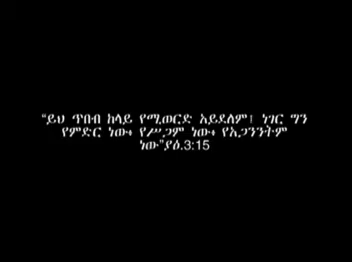 “ይህ ጥበብ ከላይ የሚወርድ አይደለም፤ ነገር ግን
የምድር ነው፥ የሥጋም ነው፥ የአጋንንትም
ነው”ያዕ.3:15